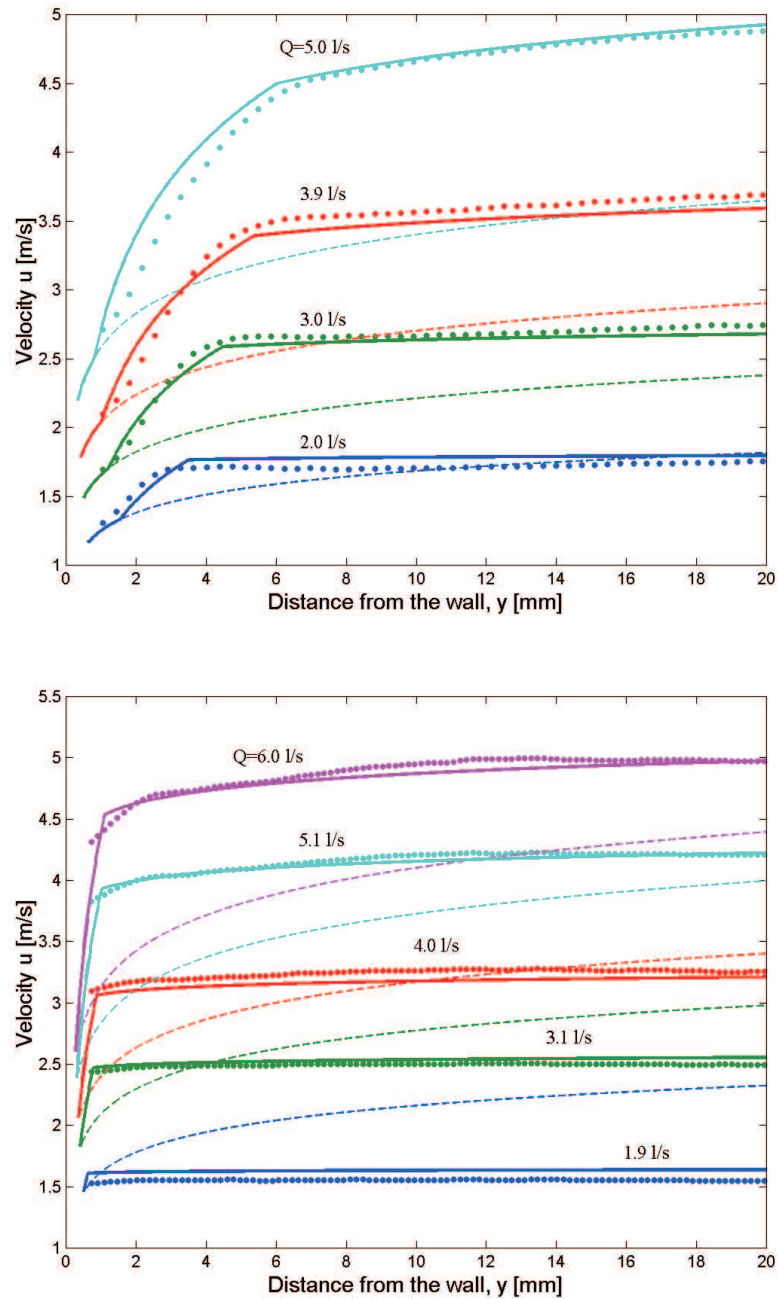 5
Q=5.0 l/s
4.5
4
3.9 l/s
3.5
Velocity u [m/s]
3
3.0 l/s
2.5
2
2.0 l/s
1.5
1
0 2 4 6 8 10 12 14 16 18 20
Distance from the wall, y [mm]
5.5
Q=6.0 l/s
5
4.5
5.1 l/s
4
4.0 l/s
3.5
Velocity u [m/s]
3
3.1 l/s
2.5
2
1.9 l/s
1.5
1
0 2 4 6 8 10 12 14 16 18 20
Distance from the wall, y [mm]